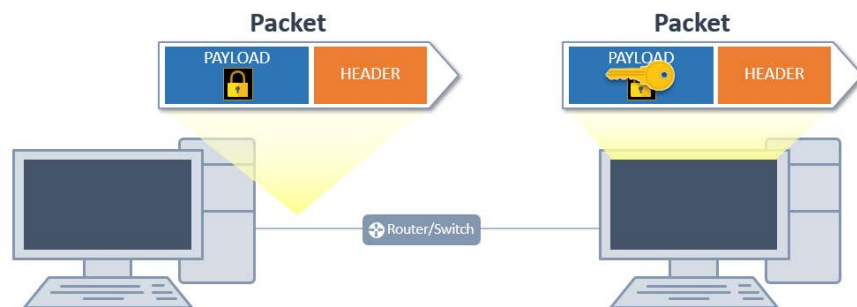 Packet
PAYLOAD
HEADER
Packet
PAYLOAD
HEADER
Router/Switch